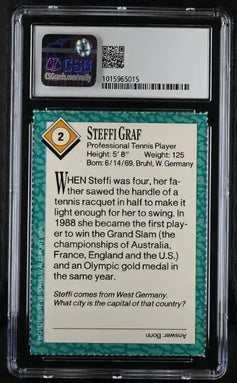 CSG
CSGcards.com/verify
1015965015
2
STEFFI GRAF
Professional Tennis Player
Height: 5' 8" Weight: 125
Born: 6/14/69, Bruhl, W. Germany
WHEN Steffi was four, her fa-
ther sawed the handle of a
tennis racquet in half to make it
light enough for her to swing. In
1988 she became the first play-
er to win the Grand Slam (the
championships of Australia,
France, England and the U.S.)
and an Olympic gold medal in
the same year.
Steffi comes from West Germany.
What city is the capital of that country?
Answer: Bonn